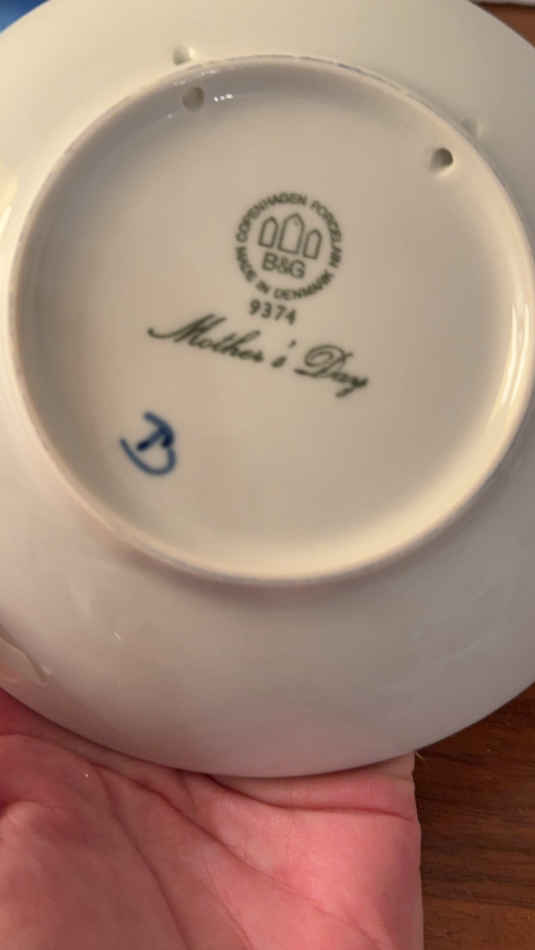 COPENHAGEN PORCELAIN
B&G
MADE IN DENMARK
9374
Mother's Day